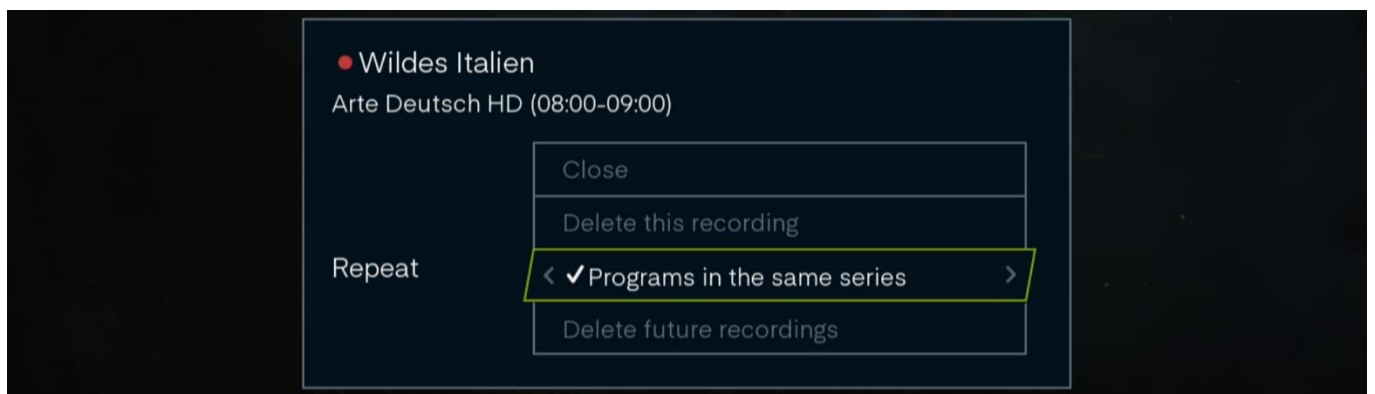 Wildes Italien
Arte Deutsch HD (08:00-09:00)
Close
Delete this recording
Repeat
✓Programs in the same series
Delete future recordings